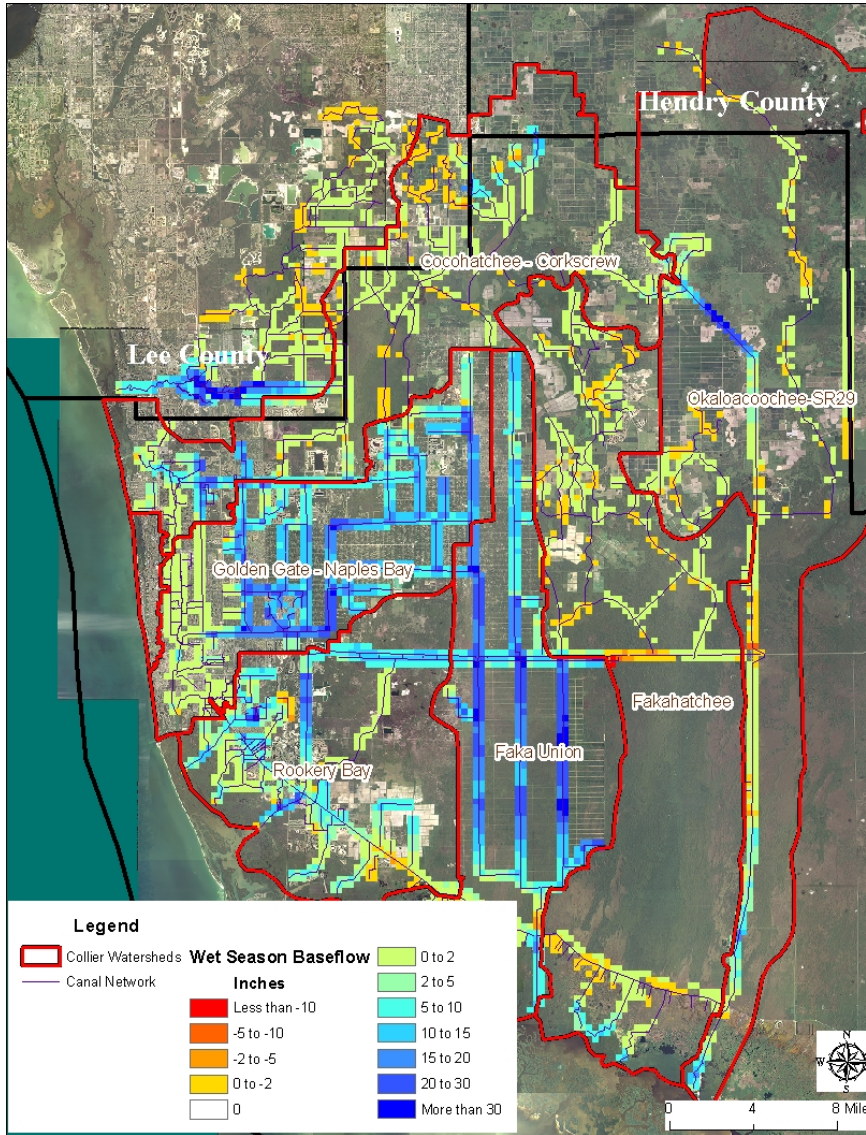 Hendry County
Cocohatchee - Corkscrew
Lee County
Okaloacoochee-SR29
Golden Gate - Naples Bay
Fakahatchee
Faka Union
Rookery Bay
Legend
Collier Watersheds
Canal Network
Wet Season Baseflow
Inches
Less than -10
-5 to -10
-2 to -5
0 to -2
0
0 to 2
2 to 5
5 to 10
10 to 15
15 to 20
20 to 30
More than 30
N
W E
S
0 4 8 Mile